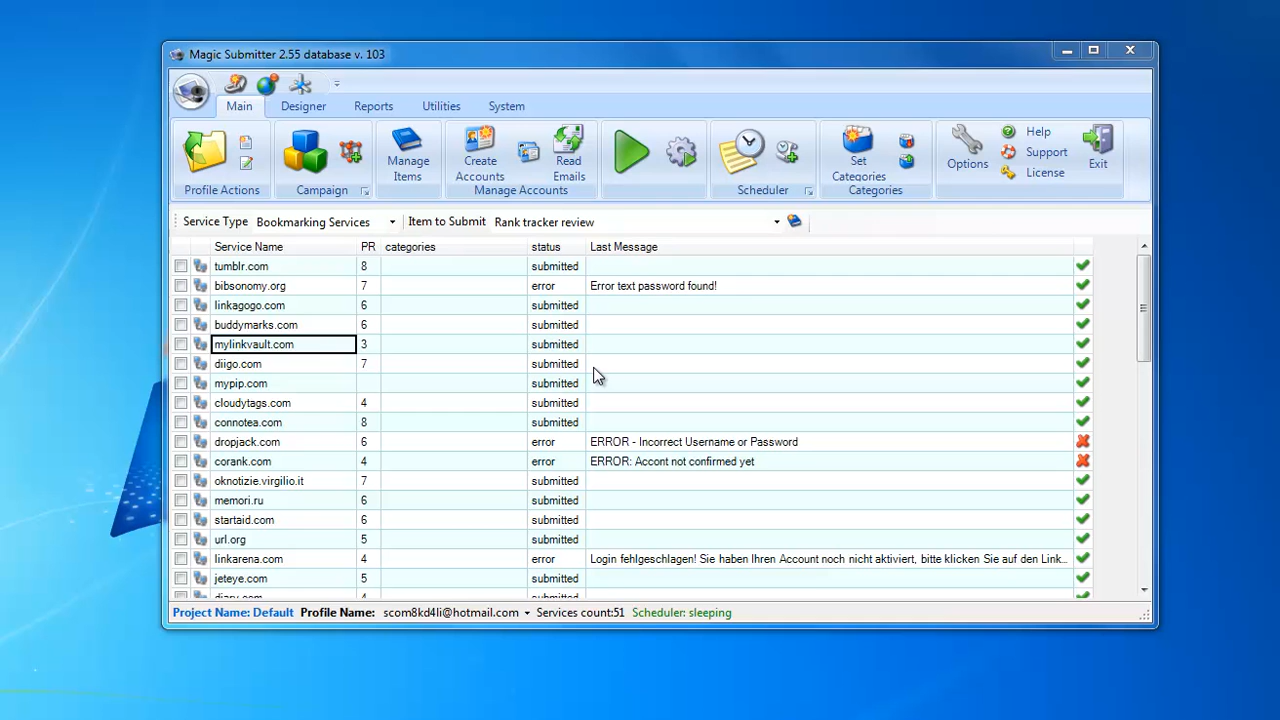 Magic Submitter 2.55 database v. 103
Main Designer Reports Utilities System
Manage Items
Create Accounts
Read Emails
Set Categories
Options
Help
Support
License
Exit
Profile Actions Campaign Manage Accounts Scheduler Categories
Service Type Bookmarking Services Item to Submit Rank tracker review
Service Name PR categories status Last Message
tumblr.com 8 submitted
bibsonomy.org 7 error Error text password found!
linkagogo.com 6 submitted
buddymarks.com 6 submitted
mylinkvault.com 3 submitted
diigo.com 7 submitted
mypip.com submitted
cloudytags.com 4 submitted
connotea.com 8 submitted
dropjack.com 6 error ERROR - Incorrect Username or Password
corank.com 4 error ERROR: Accont not confirmed yet
oknotizie.virgilio.it 7 submitted
memori.ru 6 submitted
startaid.com 6 submitted
url.org 5 submitted
linkarena.com 4 error Login fehlgeschlagen! Sie haben Ihren Account noch nicht aktiviert, bitte klicken Sie auf den Link...
jeteye.com 5 submitted
Project Name: Default Profile Name: scom8kd4li@hotmail.com Services count:51 Scheduler: sleeping